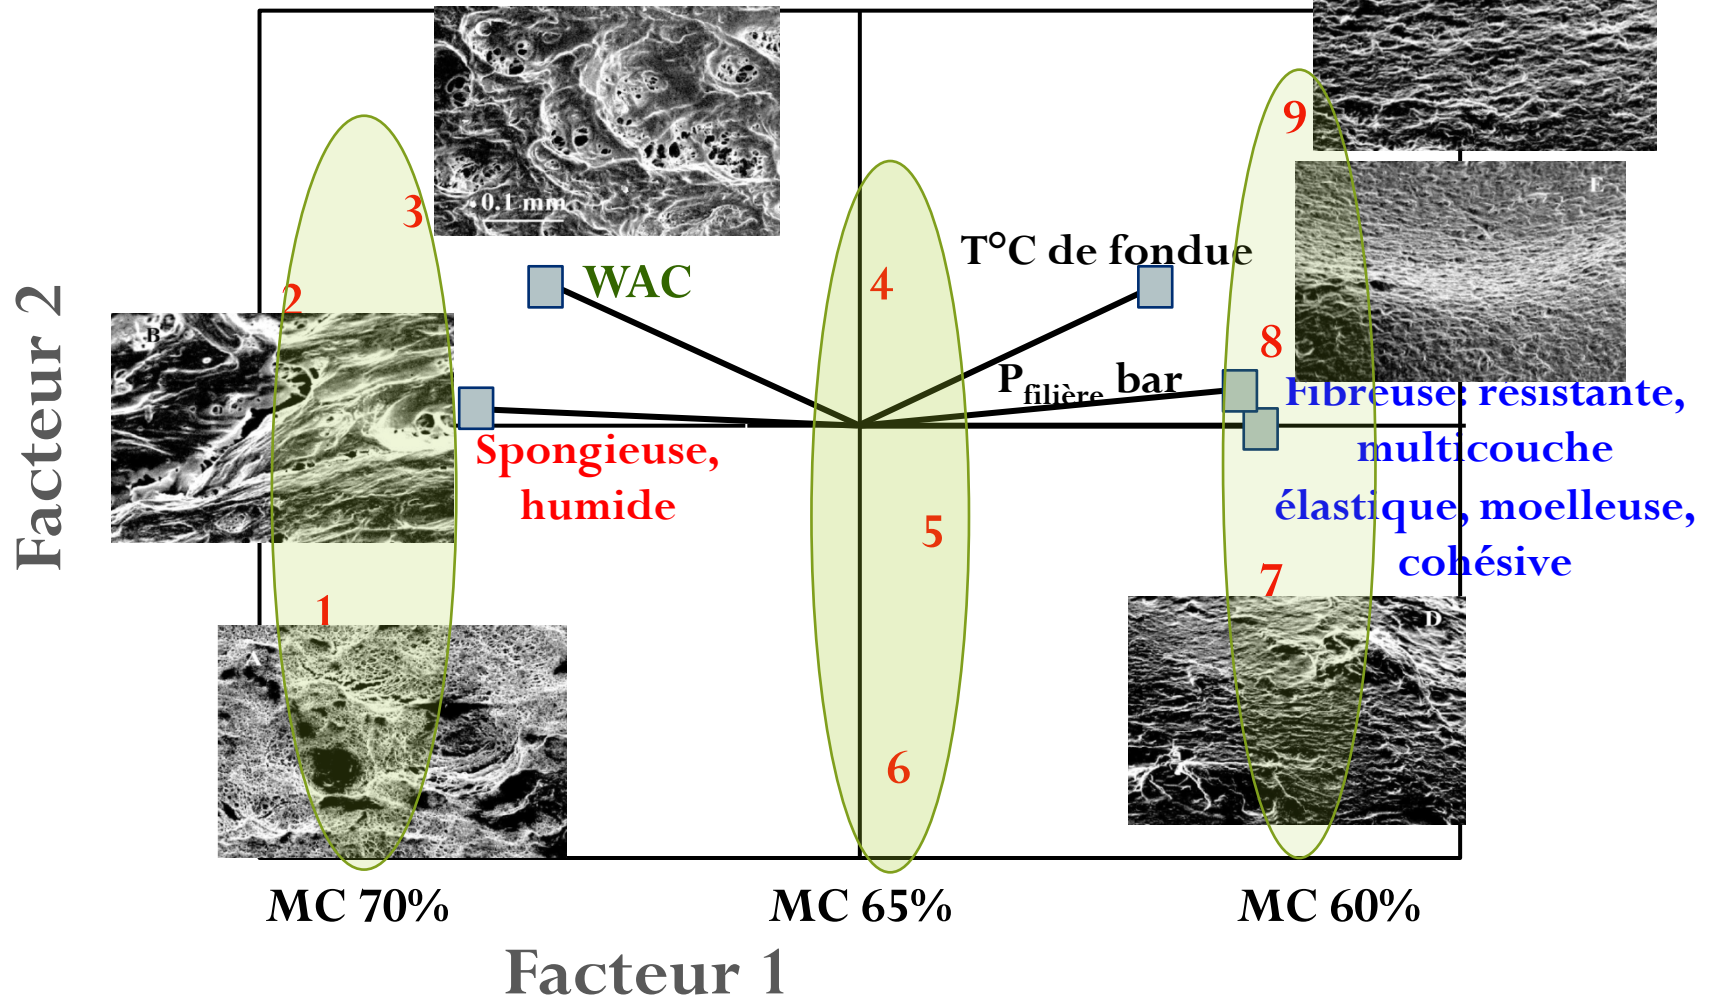 9
E
3
0.1 mm
T°C de fondue
WAC
4
2
B
8
P filière bar
Fibreuse: résistante,
multicouche
élastique, moelleuse,
cohésive
Spongieuse,
humide
5
7
D
1
A
6
MC 70%
MC 65%
MC 60%
Facteur 2
Facteur 1